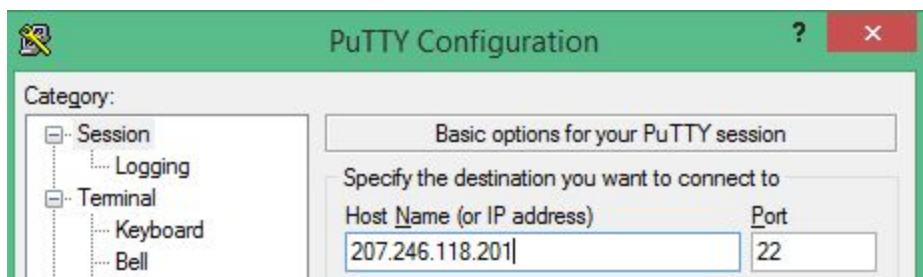 PuTTY Configuration
?
×
Category:
Session
Logging
Terminal
Keyboard
Bell
Basic options for your PuTTY session
Specify the destination you want to connect to
Host Name (or IP address)
Port
207.246.118.201
22